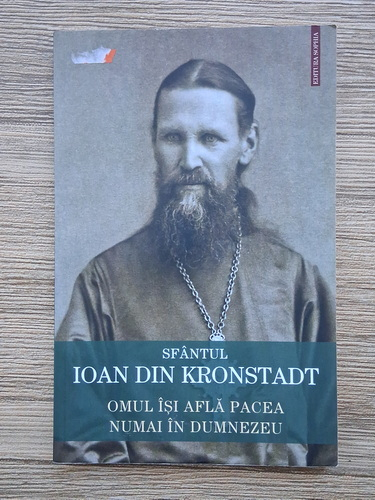 EDITURA SOPHIA
SFÂNTUL
IOAN DIN KRONSTADT
OMUL ÎȘI AFLĂ PACEA
NUMAI ÎN DUMNEZEU